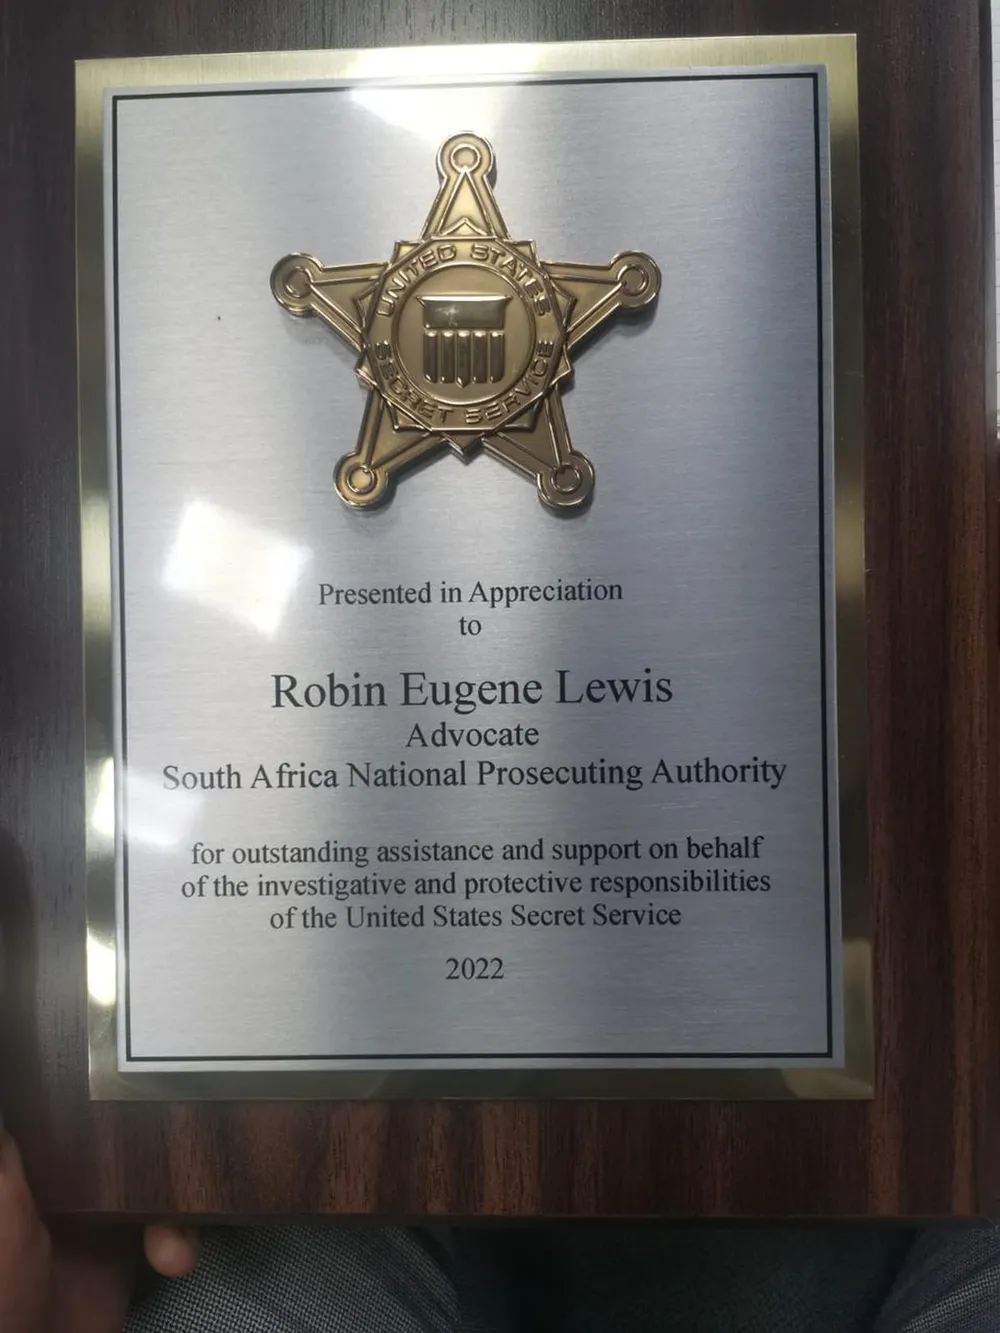 UNITED STATES
SECRET SERVICE
Presented in Appreciation
to
Robin Eugene Lewis
Advocate
South Africa National Prosecuting Authority
for outstanding assistance and support on behalf
of the investigative and protective responsibilities
of the United States Secret Service
2022